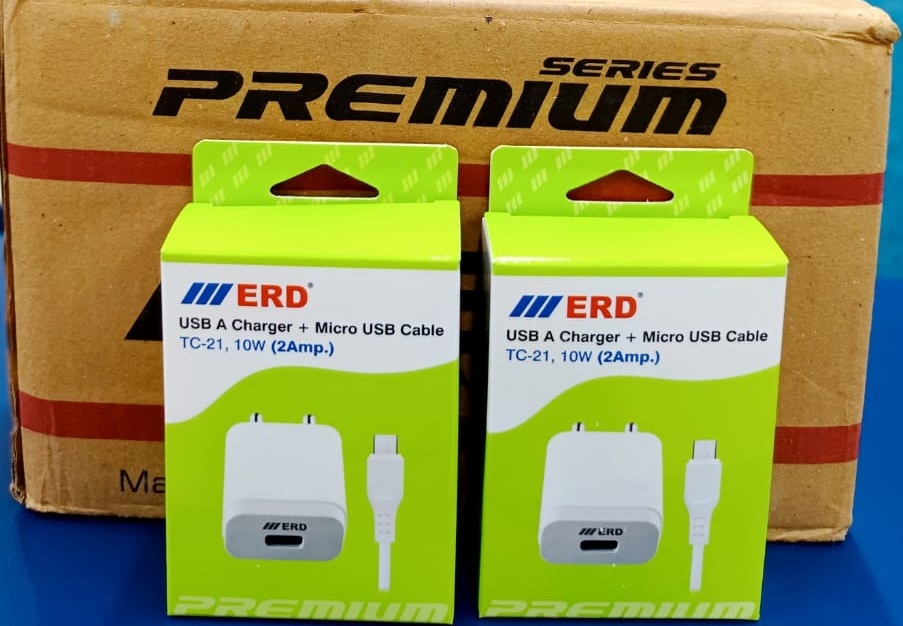 SERIES
PREMIUM
ERD®
USB A Charger + Micro USB Cable
TC-21, 10W (2Amp.)
ERD
PREMIUM
ERD®
USB A Charger + Micro USB Cable
TC-21, 10W (2Amp.)
ERD
PREMIUM